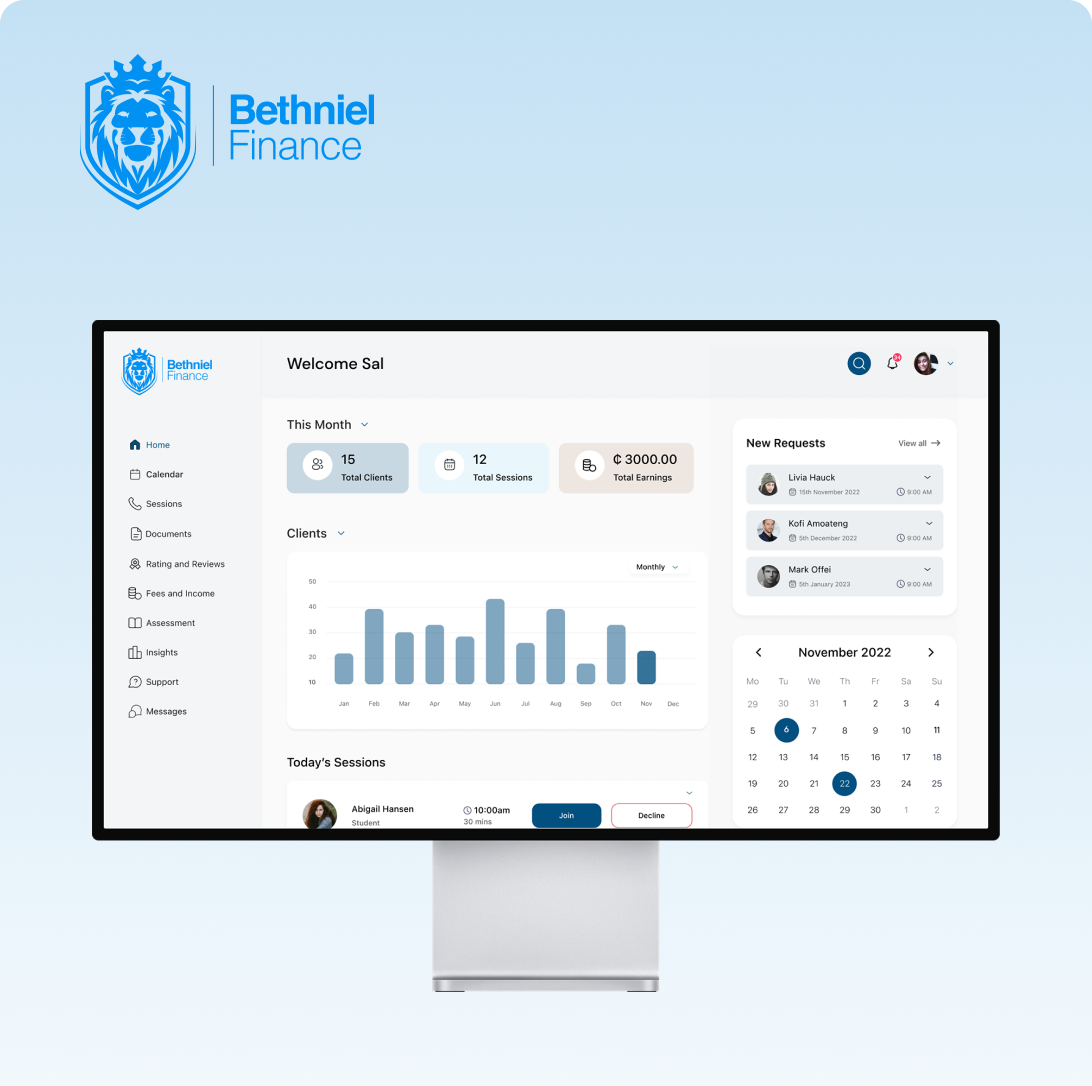 Bethniel
Finance
Bethniel
Finance
Welcome Sal
24
Home
Calendar
Sessions
Documents
Rating and Reviews
Fees and Income
Assessment
Insights
Support
Messages
This Month
15
Total Clients
12
Total Sessions
₵ 3000.00
Total Earnings
Clients
Monthly
50
40
30
20
10
Jan Feb Mar Apr May Jun Jul Aug Sep Oct Nov Dec
Today's Sessions
Abigail Hansen
Student
10:00am
30 mins
Join
Decline
New Requests
View all
Livia Hauck
15th November 2022 9:00 AM
Kofi Amoateng
5th December 2022 9:00 AM
Mark Offei
5th January 2023 9:00 AM
November 2022
Mo Tu We Th Fr Sa Su
29 30 31 1 2 3 4
5 6 7 8 9 10 11
12 13 14 15 16 17 18
19 20 21 22 23 24 25
26 27 28 29 30 1 2